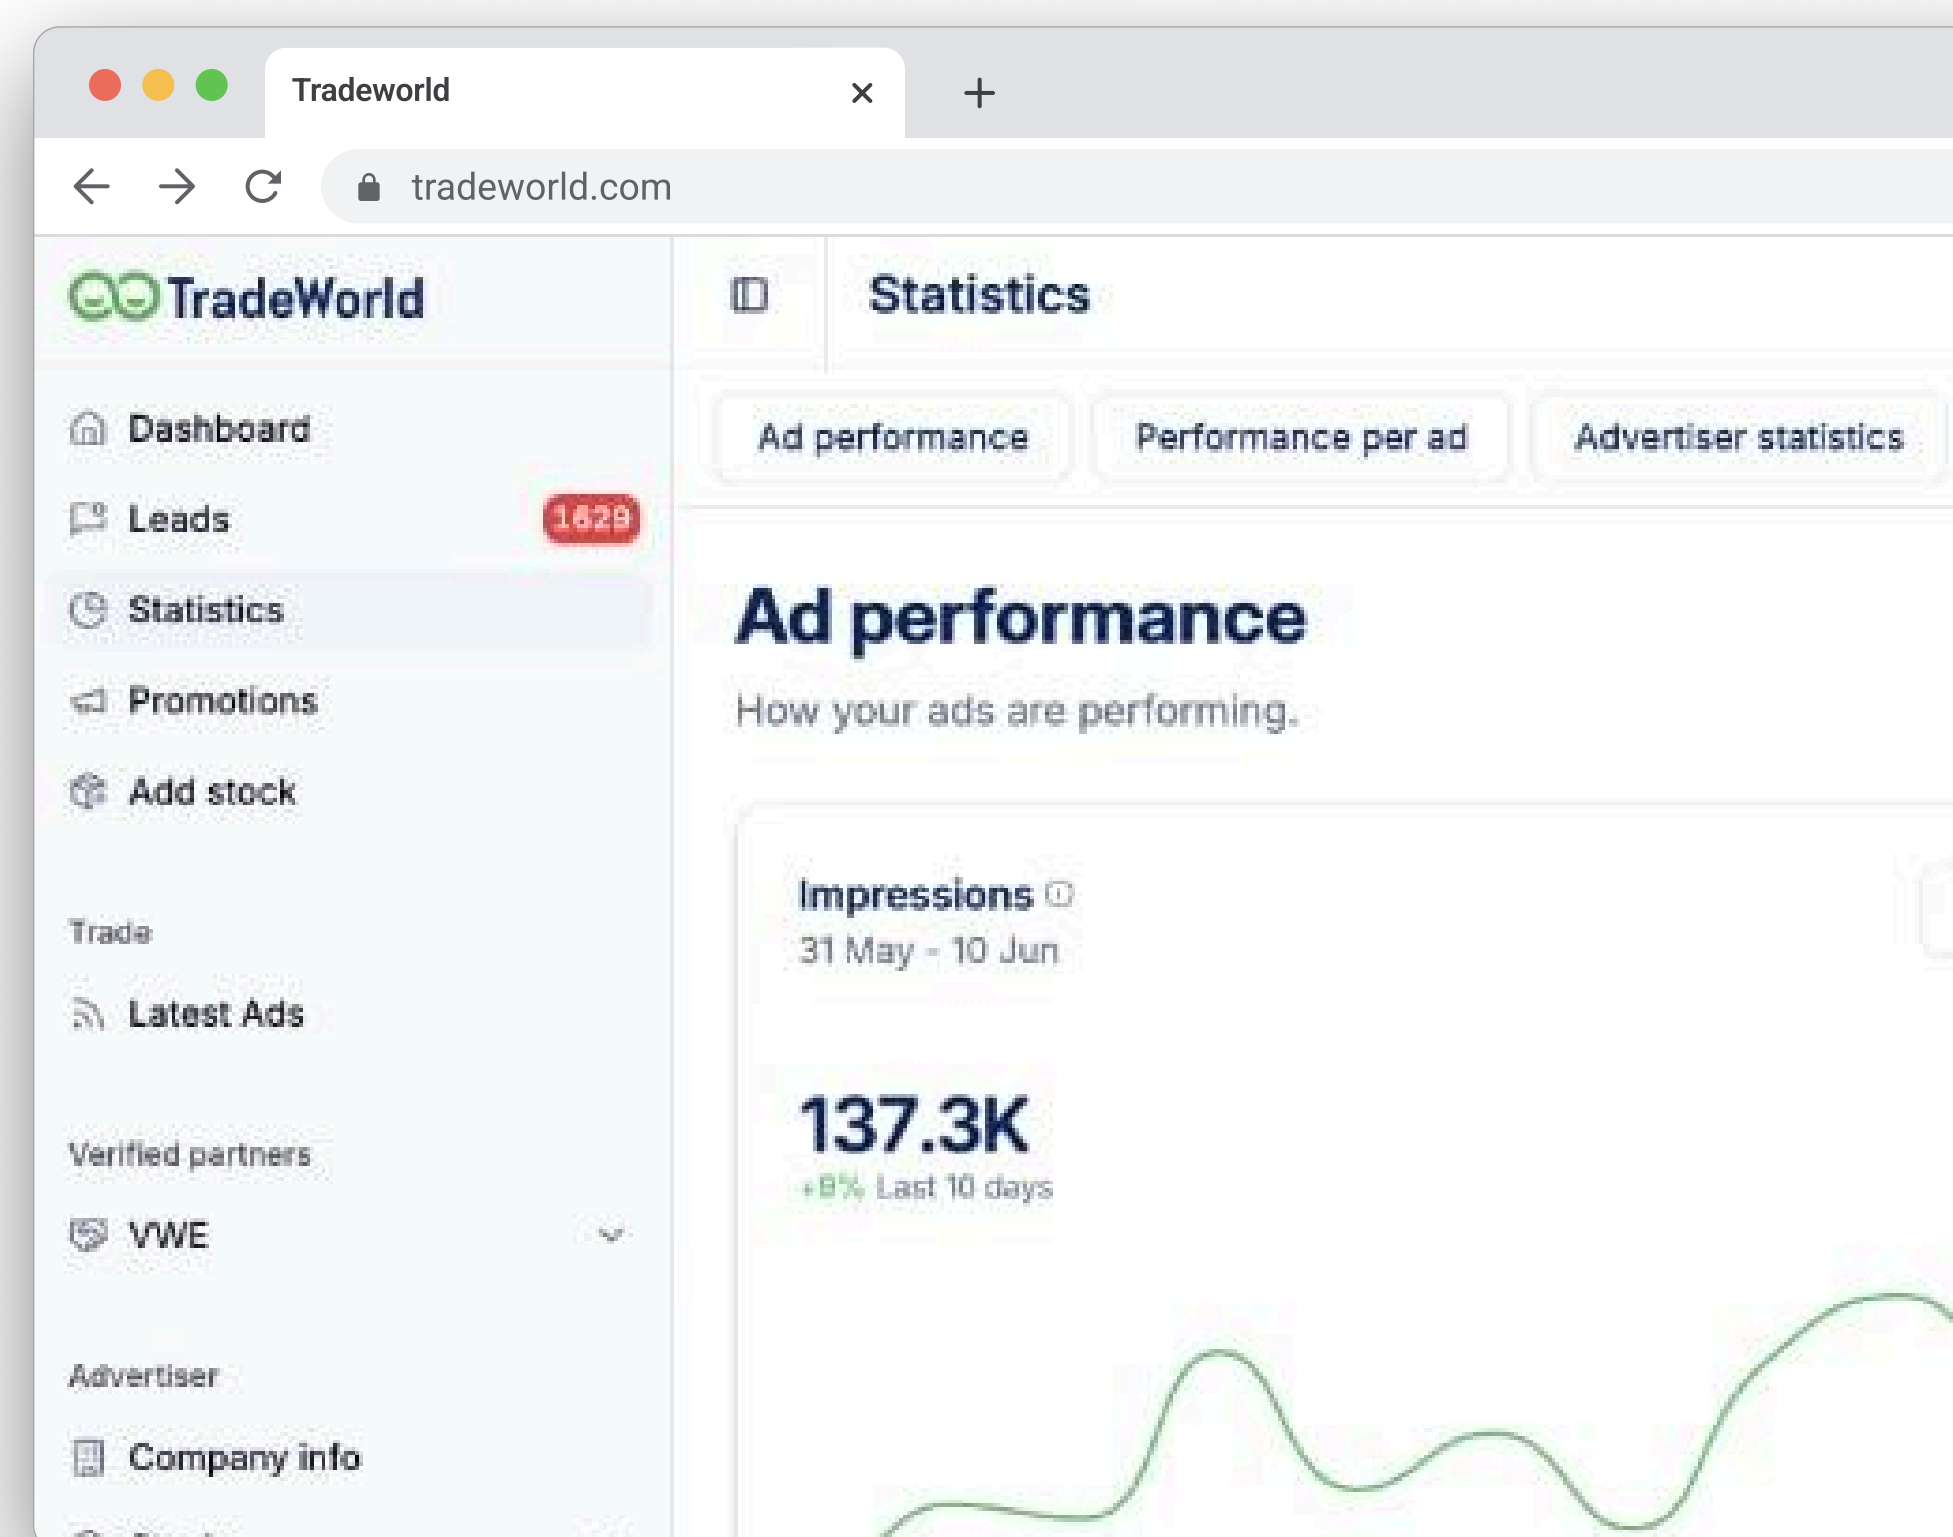 Tradeworld
tradeworld.com
TradeWorld
Statistics
Dashboard
Leads
1629
Statistics
Promotions
Add stock
Trade
Latest Ads
Verified partners
VWE
Advertiser
Company info
Ad performance
Performance per ad
Advertiser statistics
Ad performance
How your ads are performing.
Impressions
31 May - 10 Jun
137.3K
+8% Last 10 days